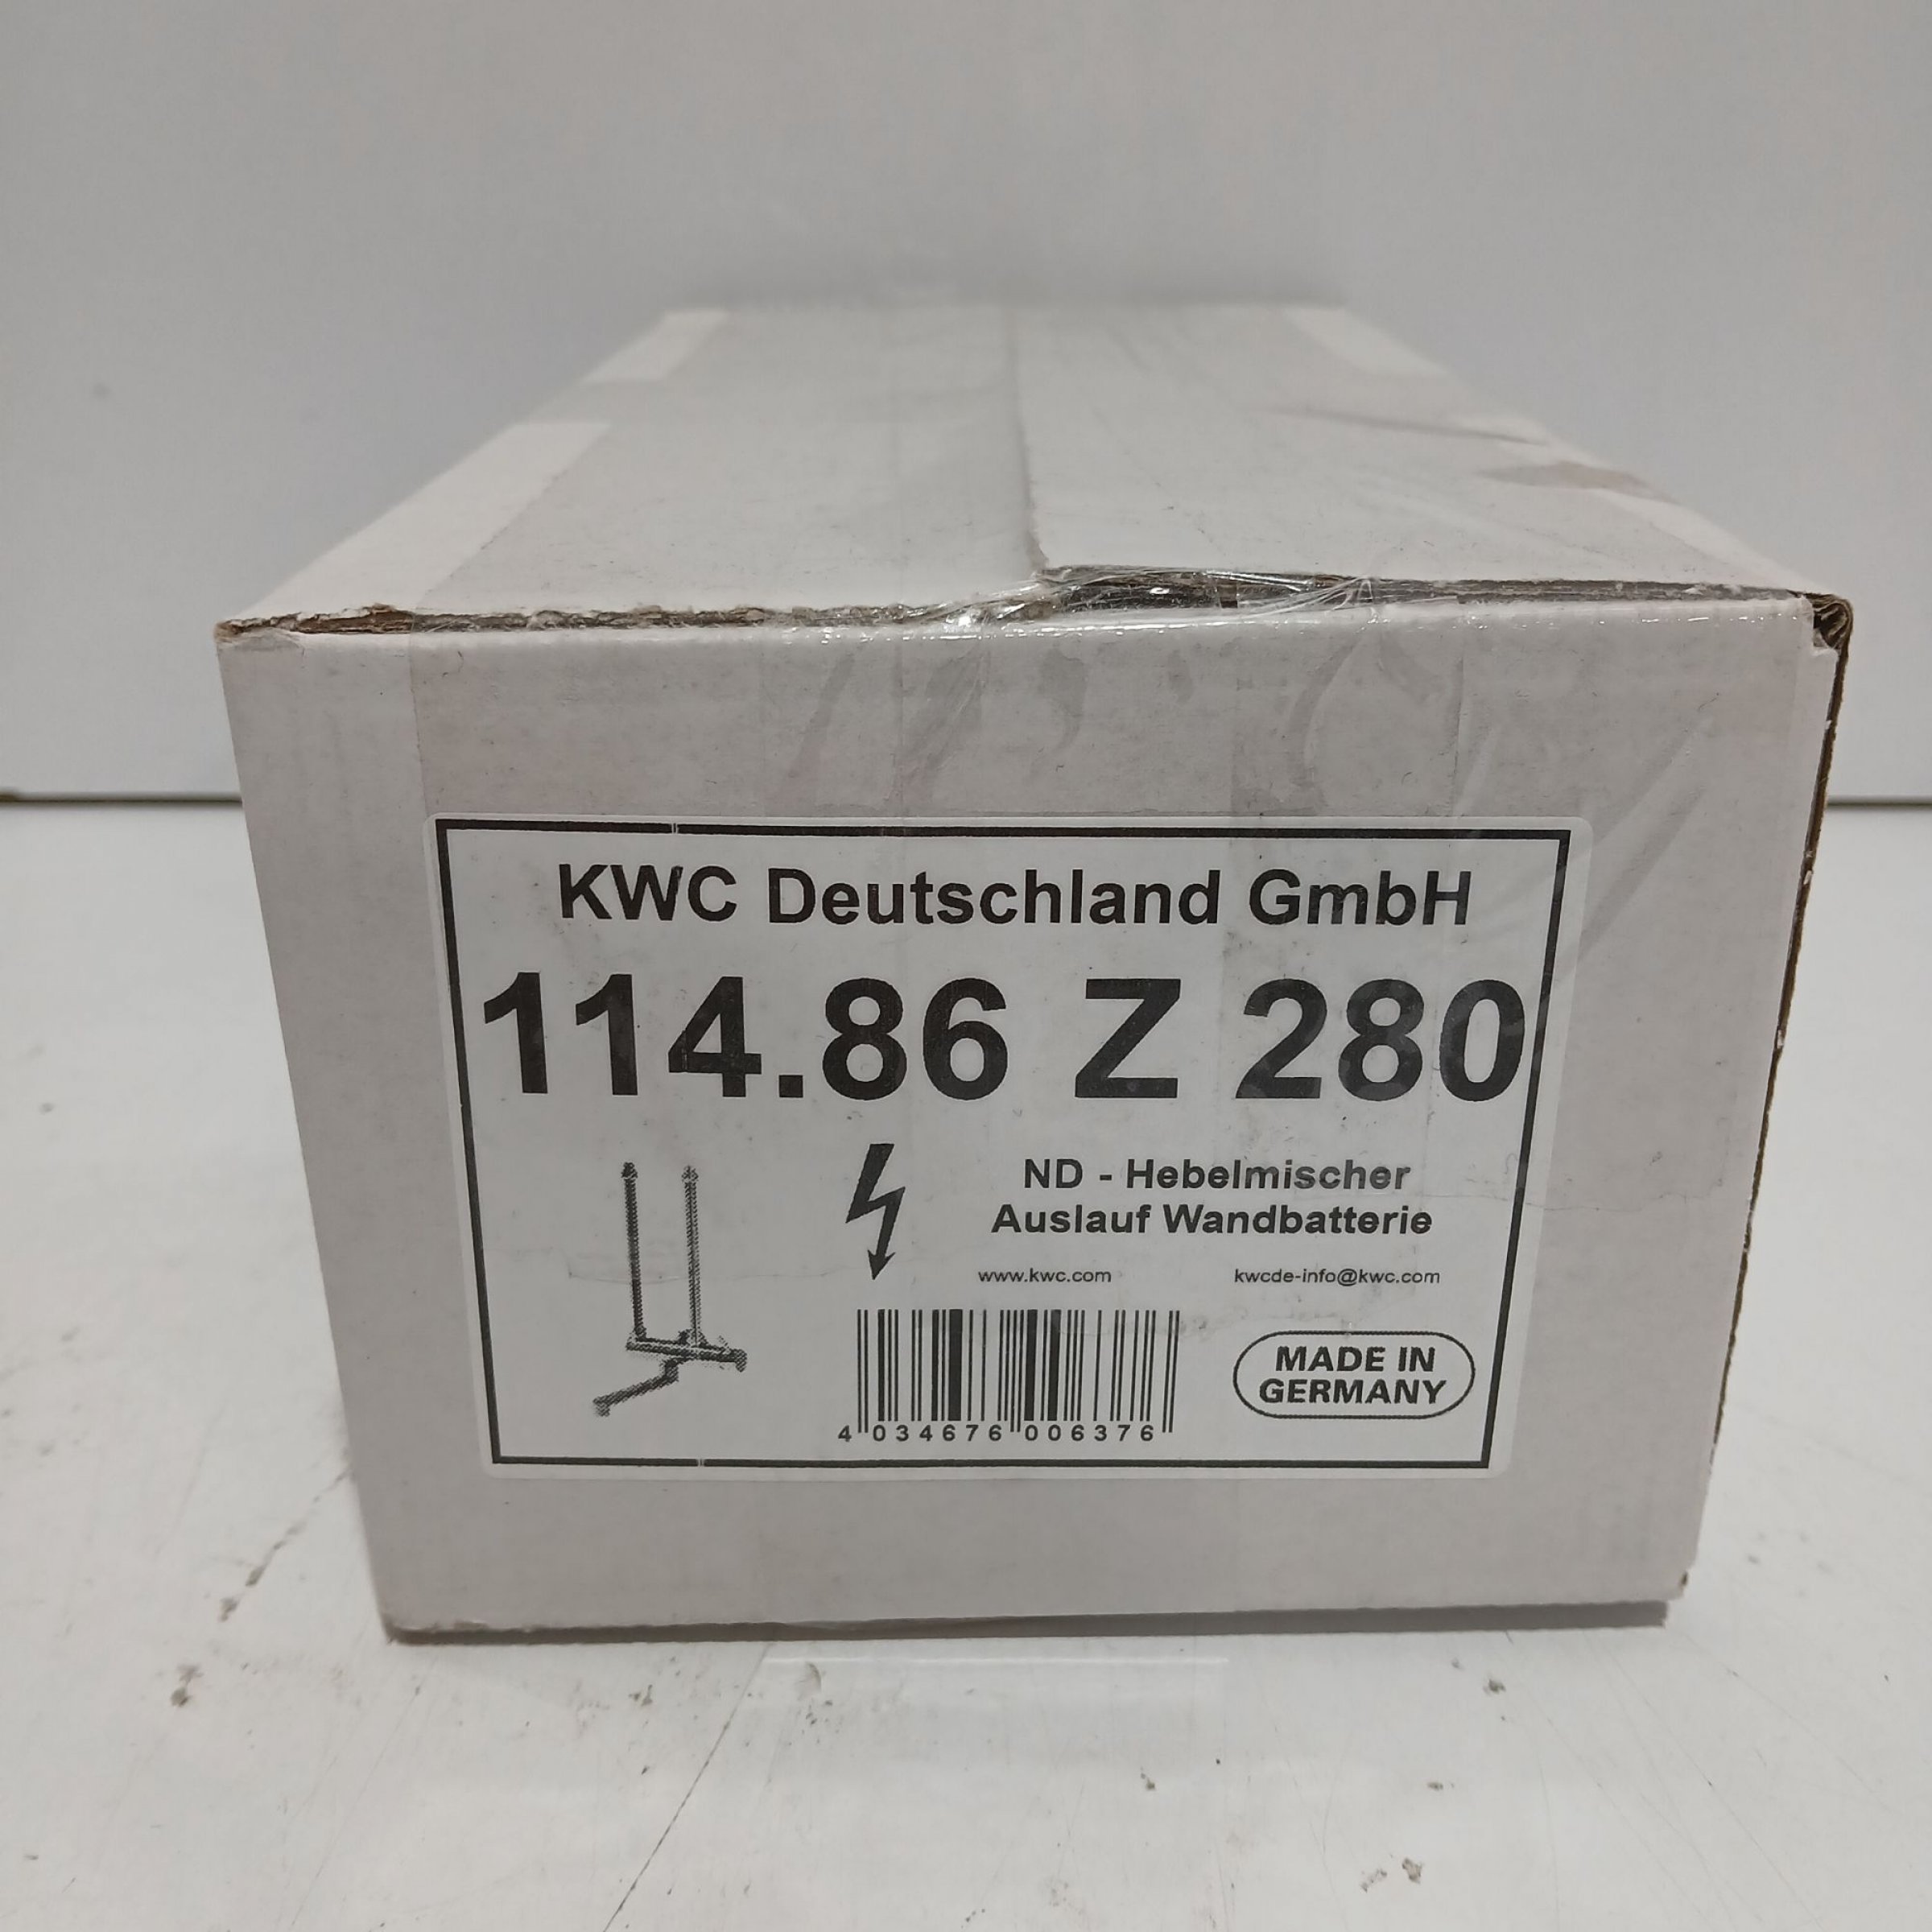 KWC Deutschland GmbH
114.86 Z 280
ND - Hebelmischer
Auslauf Wandbatterie
www.kwc.com kwcde-info@kwc.com
MADE IN
GERMANY
4 034676 006376